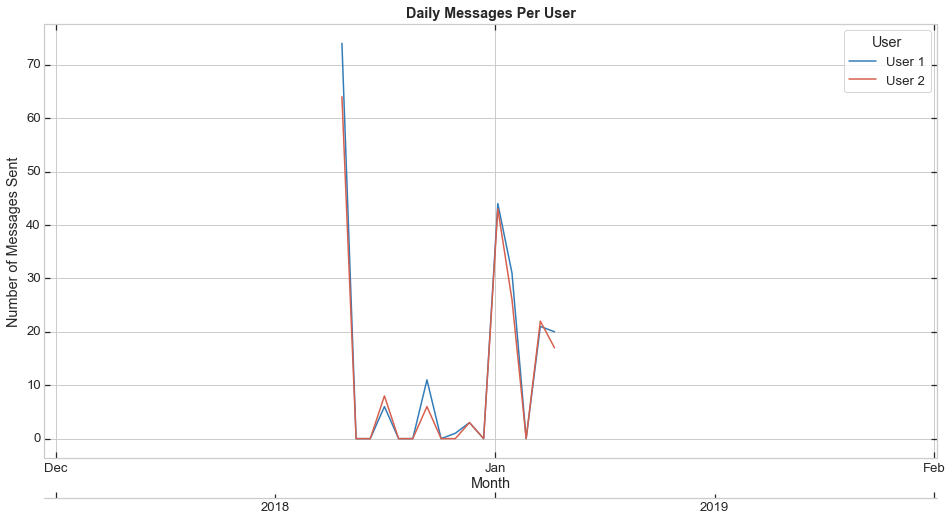 Daily Messages Per User
User
User 1
User 2
Number of Messages Sent
70
60
50
40
30
20
10
0
Dec Jan Feb
Month
2018 2019